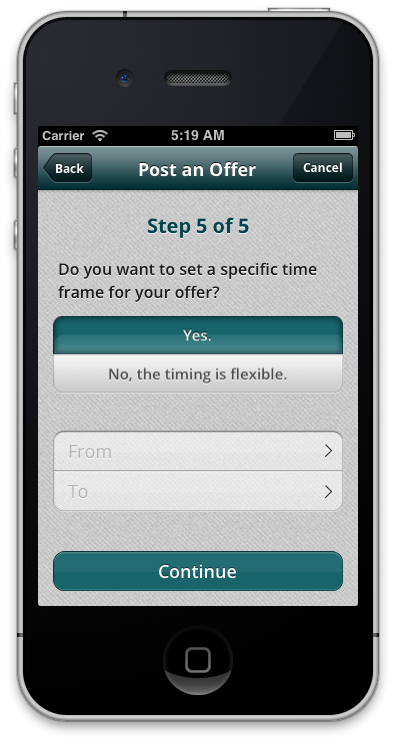 Carrier 5:19 AM
Back Post an Offer Cancel
Step 5 of 5
Do you want to set a specific time
frame for your offer?
Yes.
No, the timing is flexible.
From
To
Continue